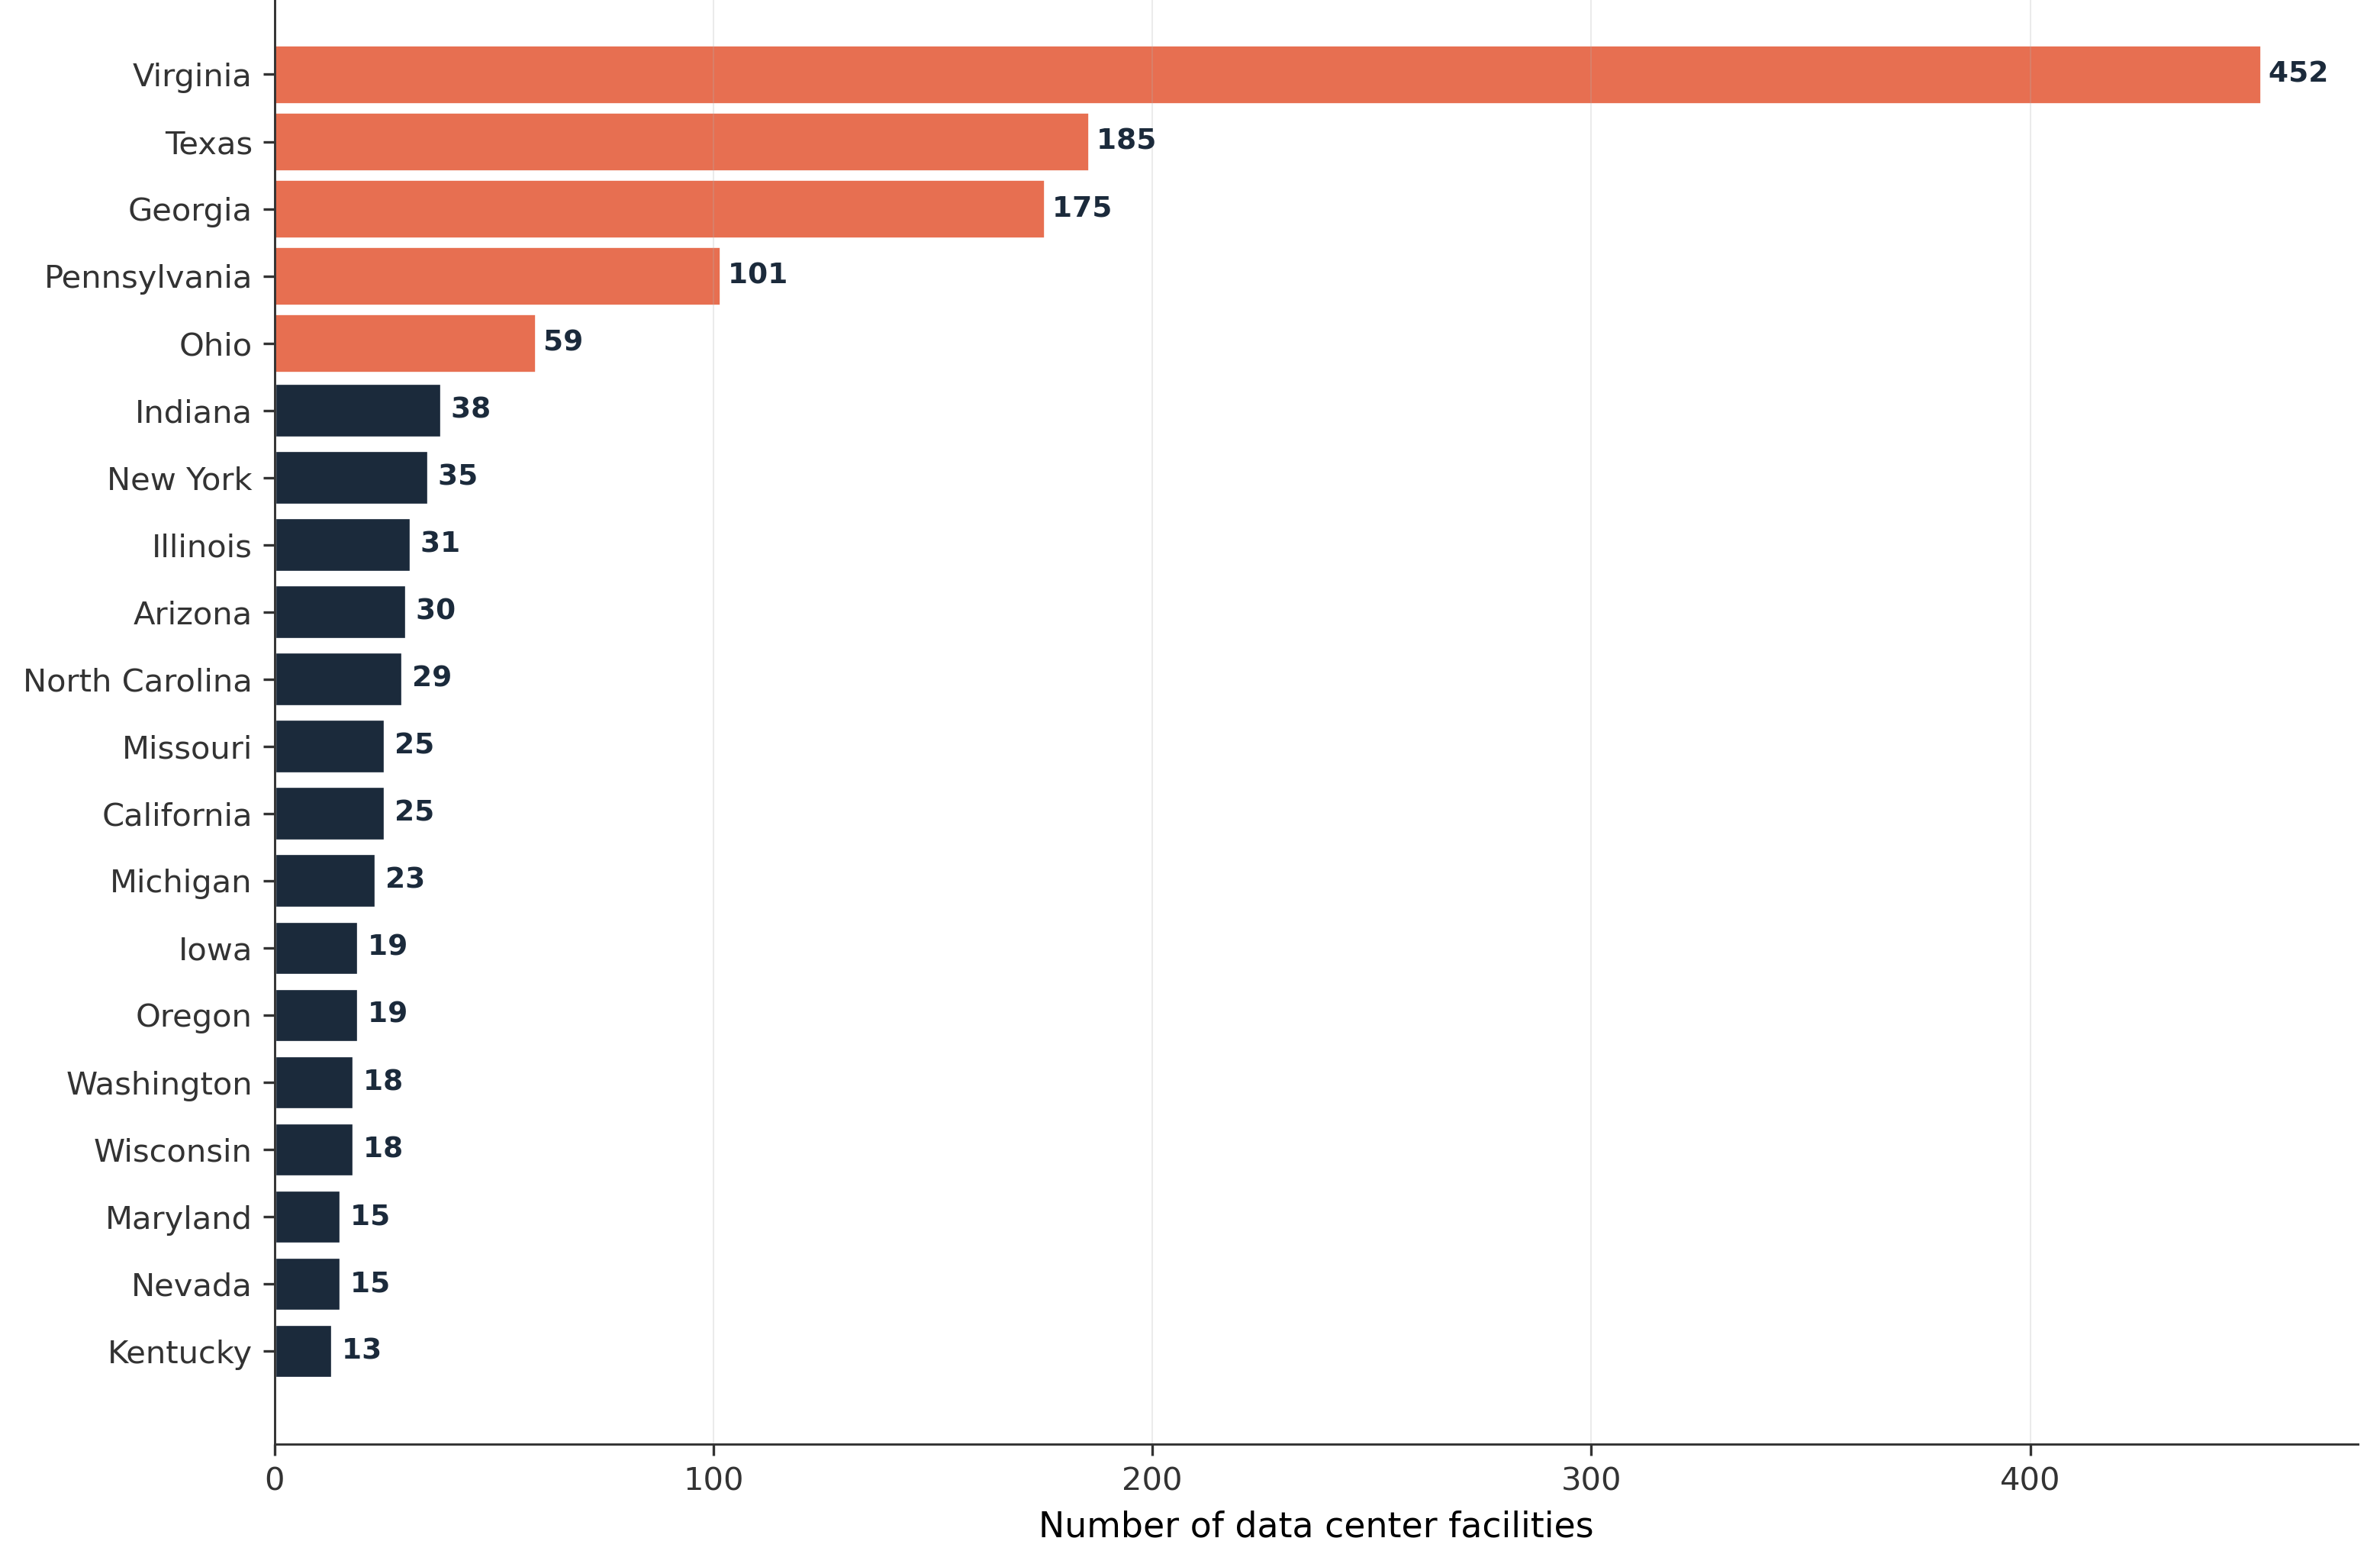 Virginia 452
Texas 185
Georgia 175
Pennsylvania 101
Ohio 59
Indiana 38
New York 35
Illinois 31
Arizona 30
North Carolina 29
Missouri 25
California 25
Michigan 23
Iowa 19
Oregon 19
Washington 18
Wisconsin 18
Maryland 15
Nevada 15
Kentucky 13
0 100 200 300 400
Number of data center facilities